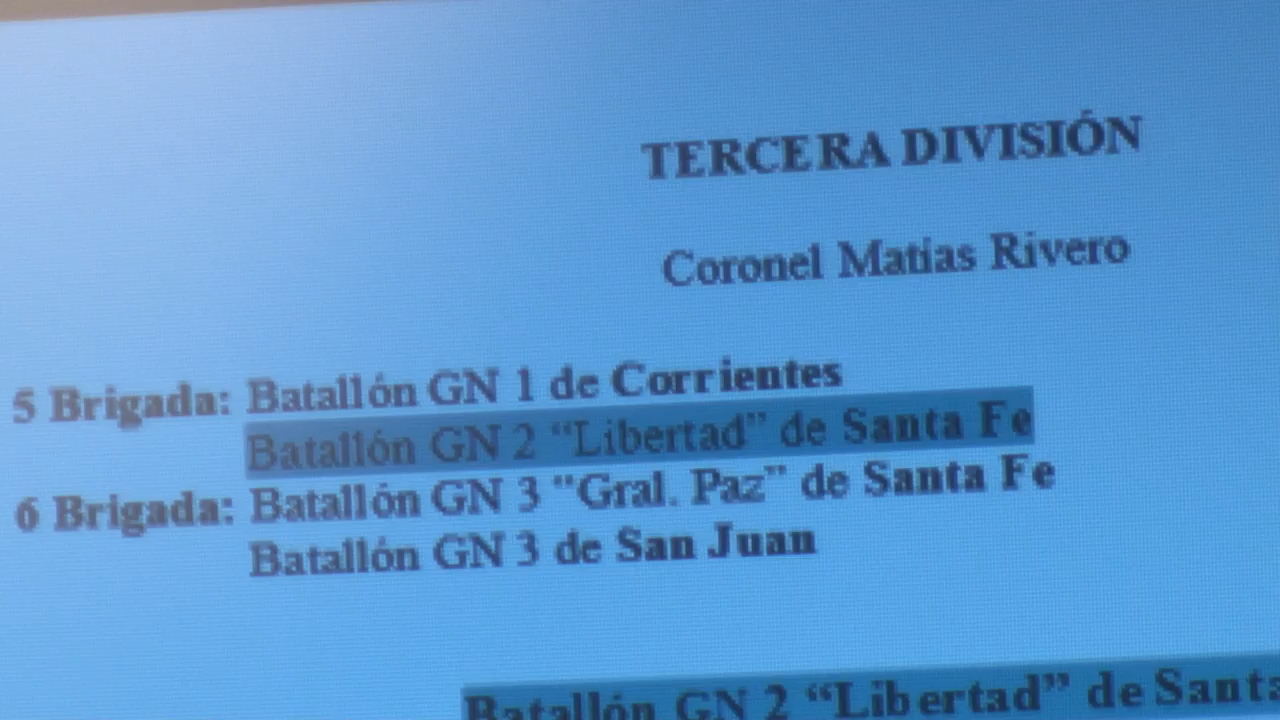 TERCERA DIVISIÓN
Coronel Matías Rivero
5 Brigada: Batallón GN 1 de Corrientes
Batallón GN 2 “Libertad” de Santa Fe
6 Brigada: Batallón GN 3 "Gral. Paz" de Santa Fe
Batallón GN 3 de San Juan
Batallón GN 2 “Libertad” de Santa